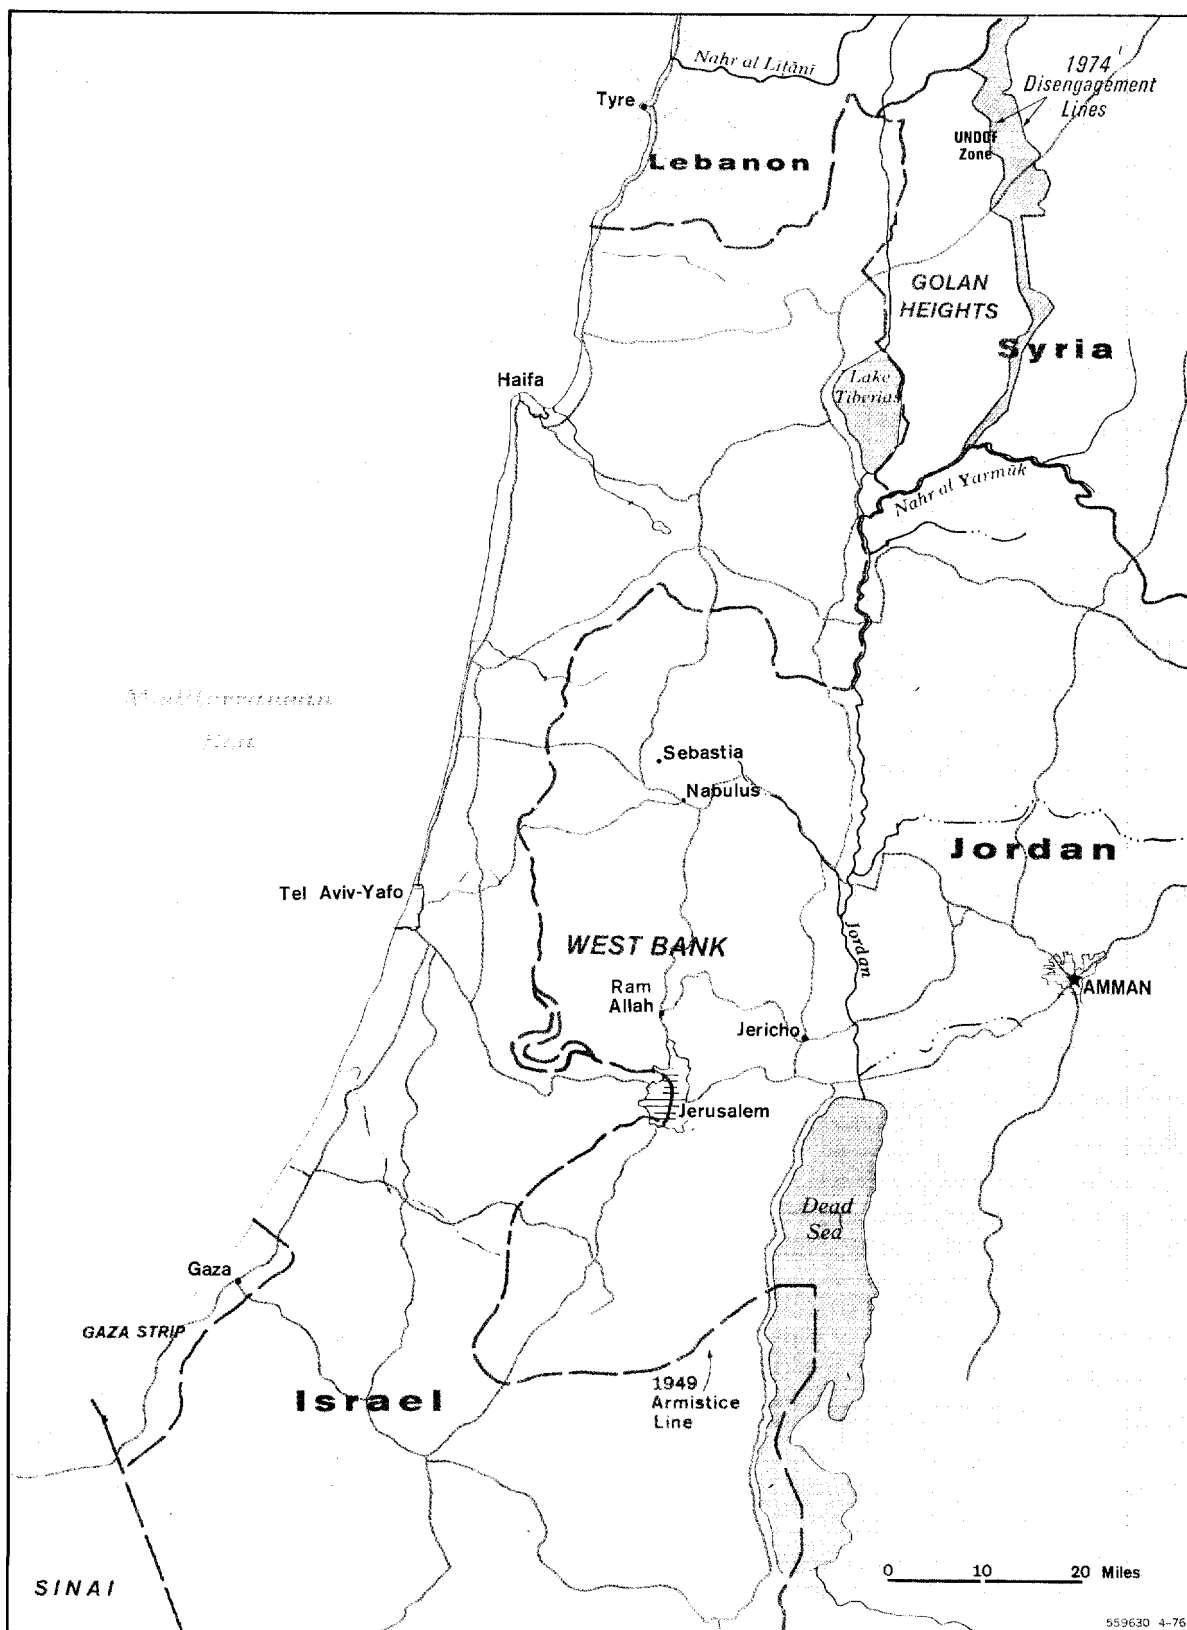 Nahr al Līṭānī
1974
Disengagement
Lines
Tyre
UNDOF
Zone
Lebanon
GOLAN
HEIGHTS
Syria
Haifa
Lake
Tiberias
Nahr al Yarmūk
Mediterranean
Sebastia
Nabulus
Jordan
Tel Aviv-Yafo
Jordan
WEST BANK
Ram
Allah
AMMAN
Jericho
Jerusalem
Dead
Sea
Gaza
GAZA STRIP
1949
Armistice
Line
Israel
0 10 20 Miles
SINAI
559630 4-76